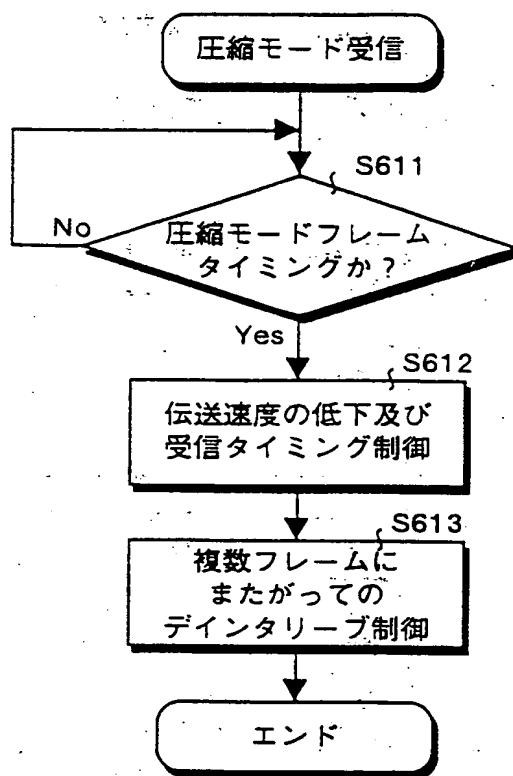 圧縮モード受信
S611
圧縮モードフレーム
タイミングか?
No
Yes
S612
伝送速度の低下及び
受信タイミング制御
S613
複数フレームに
またがっての
デインタリーブ制御
エンド